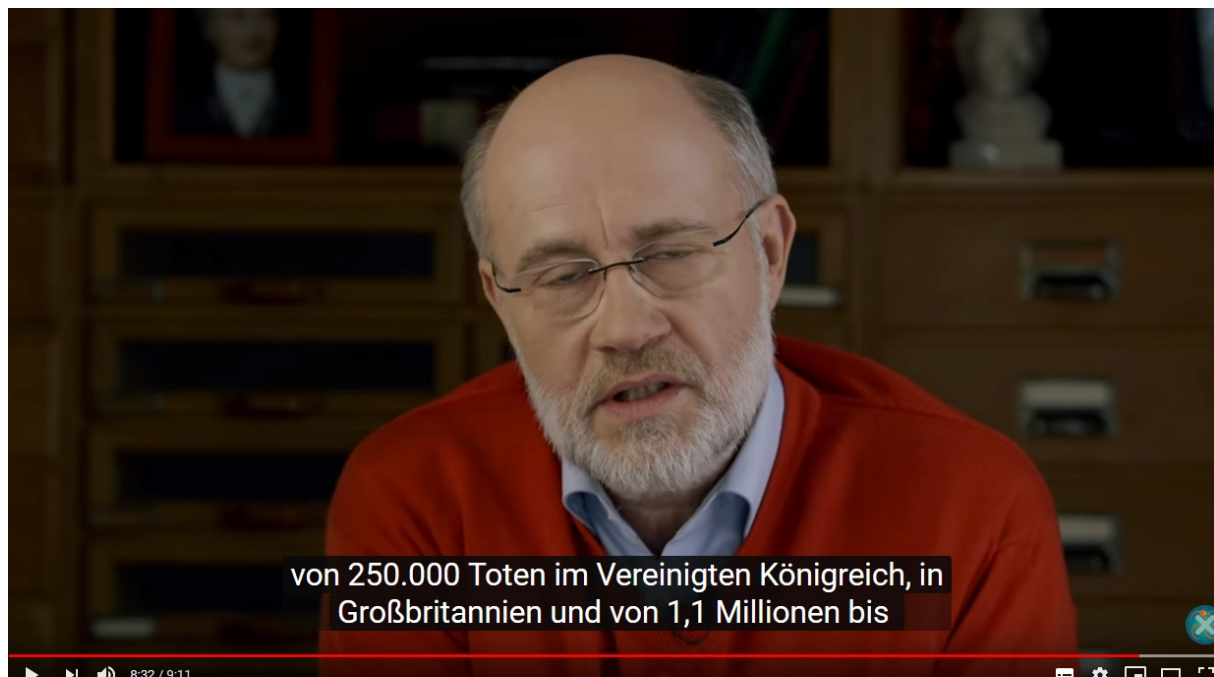 von 250.000 Toten im Vereinigten Königreich, in
Großbritannien und von 1,1 Millionen bis
8:32 / 9:11